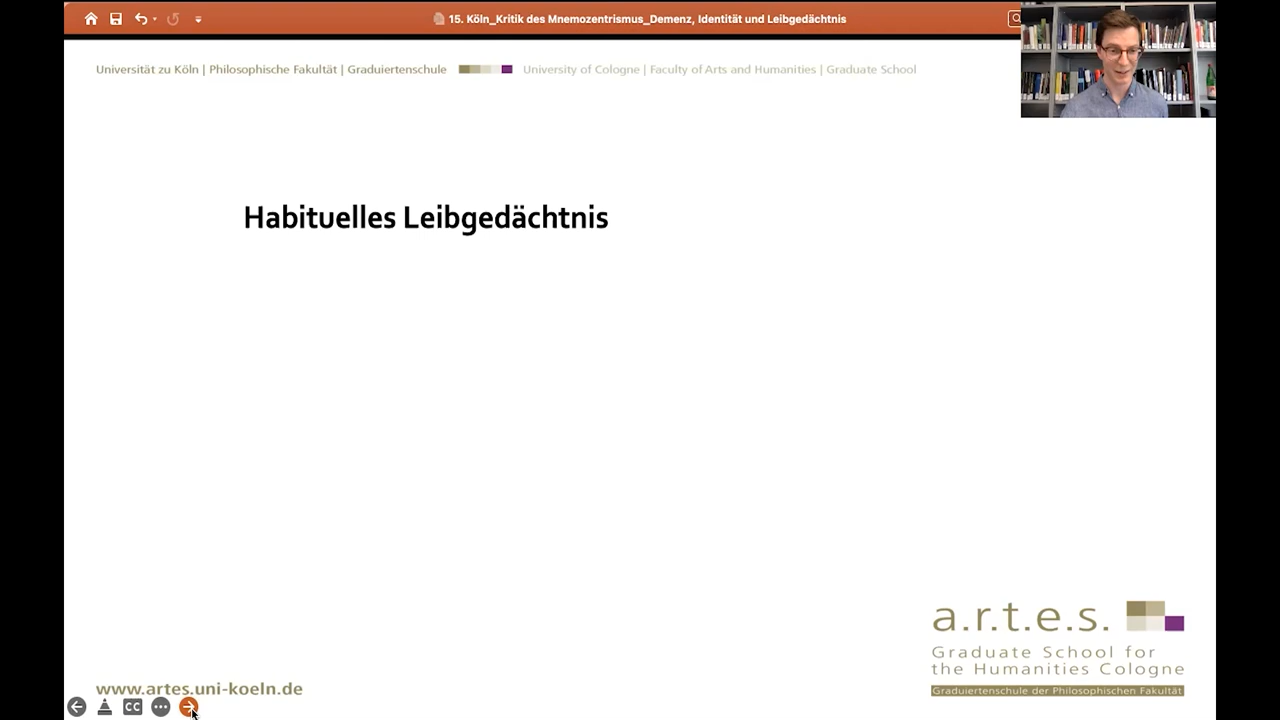 15. Köln_Kritik des Mnemozentrismus_Demenz, Identität und Leibgedächtnis
Universität zu Köln | Philosophische Fakultät | Graduiertenschule
University of Cologne | Faculty of Arts and Humanities | Graduate School
Habituelles Leibgedächtnis
a.r.t.e.s.
Graduate School for
the Humanities Cologne
Graduiertenschule der Philosophischen Fakultät
www.artes.uni-koeln.de
CC